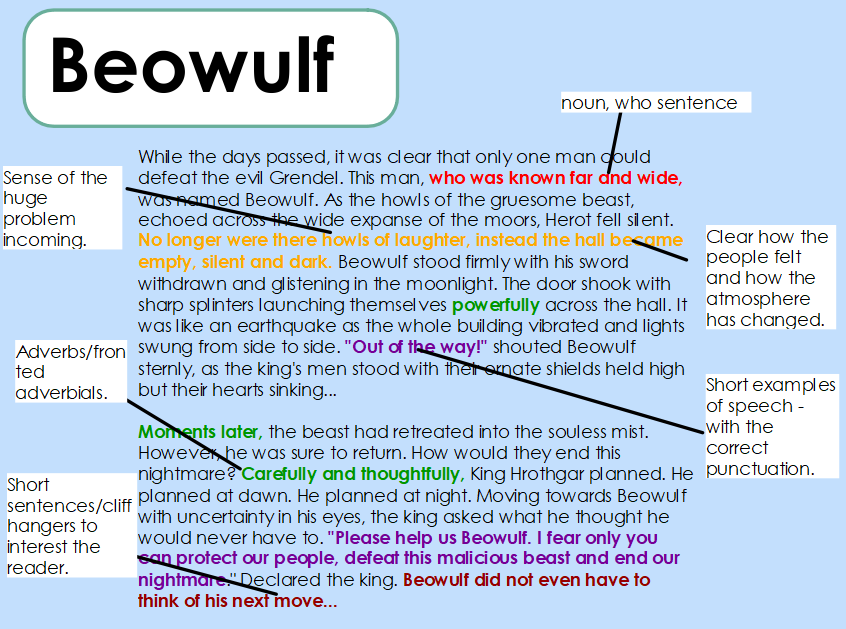 Beowulf
noun, who sentence
While the days passed, it was clear that only one man could
defeat the evil Grendel. This man, who was known far and wide,
was named Beowulf. As the howls of the gruesome beast,
echoed across the wide expanse of the moors, Herot fell silent.
No longer were there howls of laughter, instead the hall became
empty, silent and dark. Beowulf stood firmly with his sword
withdrawn and glistening in the moonlight. The door shook with
sharp splinters launching themselves powerfully across the hall. It
was like an earthquake as the whole building vibrated and lights
swung from side to side. "Out of the way!" shouted Beowulf
sternly, as the king's men stood with their ornate shields held high
but their hearts sinking...
Moments later, the beast had retreated into the souless mist.
However, he was sure to return. How would they end this
nightmare? Carefully and thoughtfully, King Hrothgar planned. He
planned at dawn. He planned at night. Moving towards Beowulf
with uncertainty in his eyes, the king asked what he thought he
would never have to. "Please help us Beowulf. I fear only you
can protect our people, defeat this malicious beast and end our
nightmare." Declared the king. Beowulf did not even have to
think of his next move...
Sense of the
huge
problem
incoming.
Adverbs/fron
ted
adverbials.
Short
sentences/cliff
hangers to
interest the
reader.
Clear how the
people felt
and how the
atmosphere
has changed.
Short examples
of speech -
with the
correct
punctuation.